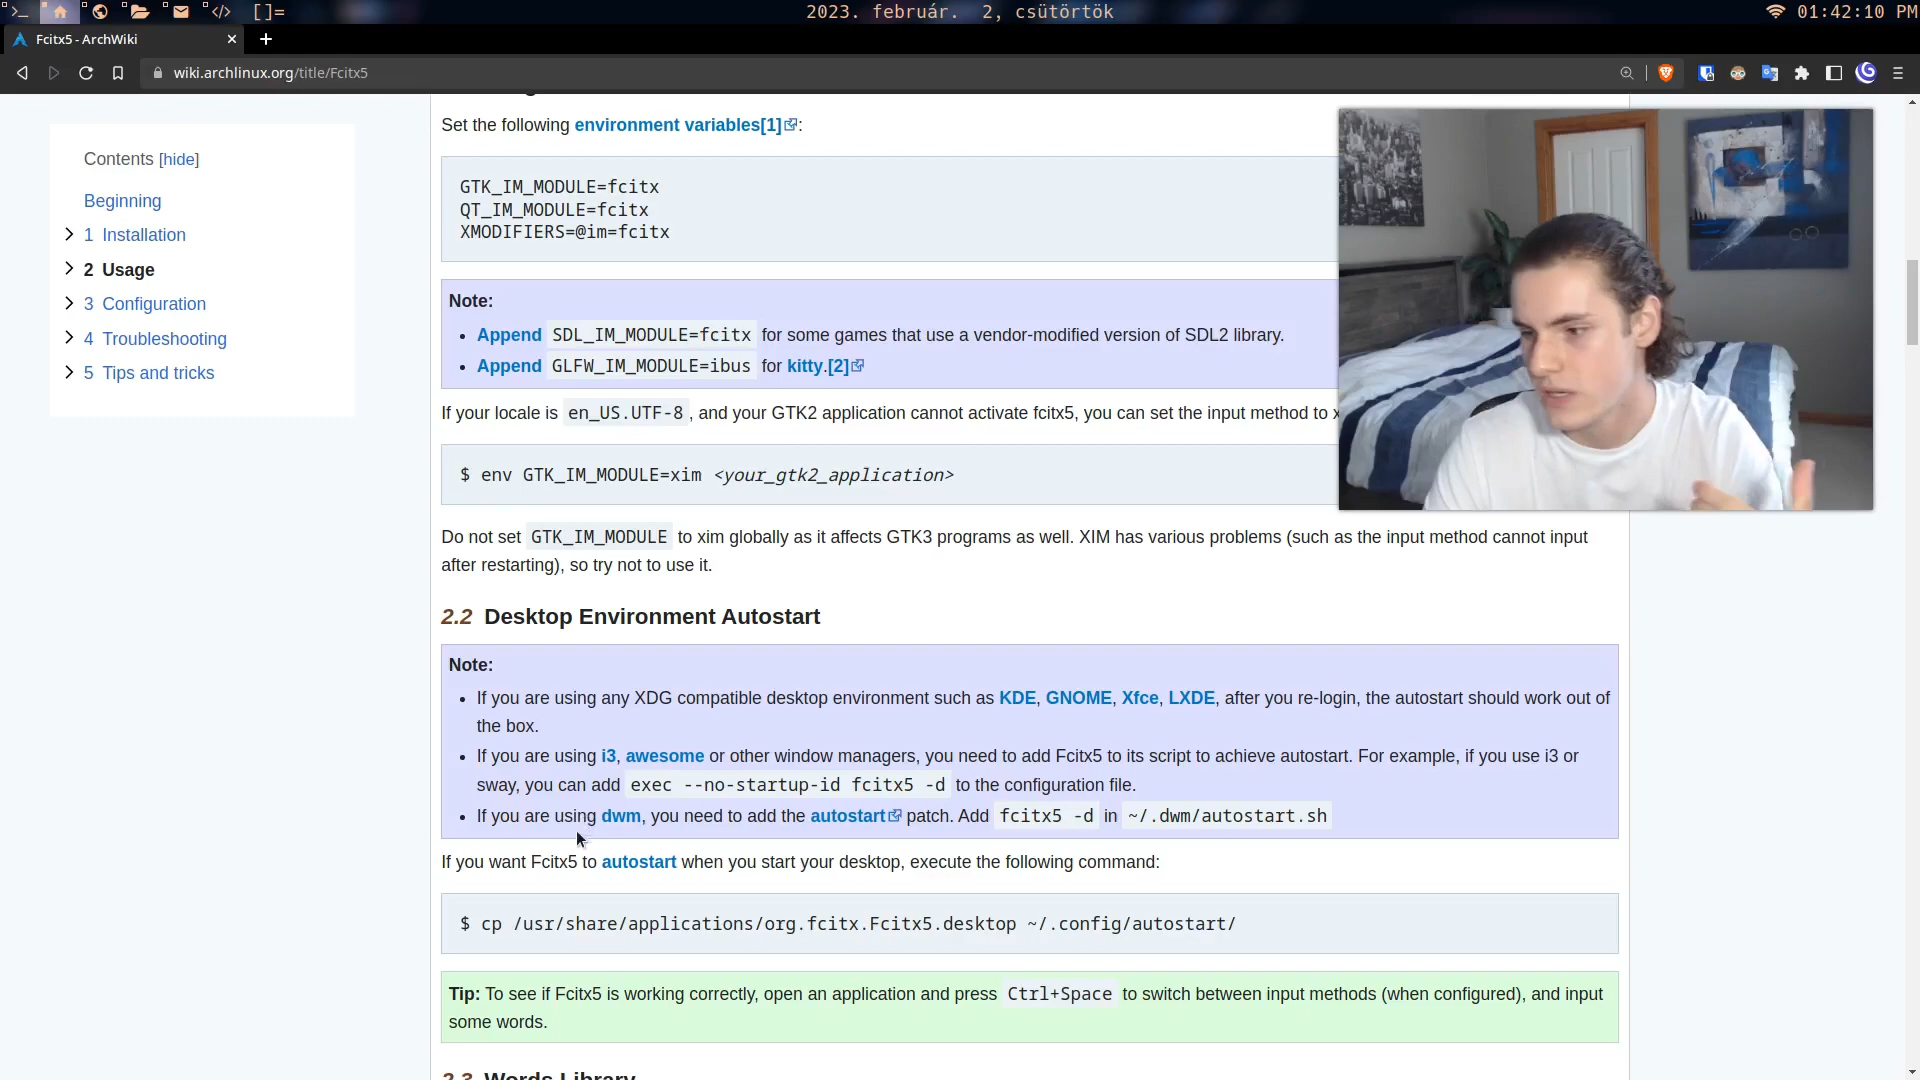 >_
</>
[]=
2023. február.  2, csütörtök
01:42:10 PM
Fcitx5 - ArchWiki
wiki.archlinux.org/title/Fcitx5
Contents [hide]
Beginning
1 Installation
2 Usage
3 Configuration
4 Troubleshooting
5 Tips and tricks
Set the following environment variables[1]:
GTK_IM_MODULE=fcitx
QT_IM_MODULE=fcitx
XMODIFIERS=@im=fcitx
Note:
• Append SDL_IM_MODULE=fcitx for some games that use a vendor-modified version of SDL2 library.
• Append GLFW_IM_MODULE=ibus for kitty.[2]
If your locale is en_US.UTF-8, and your GTK2 application cannot activate fcitx5, you can set the input method to x
$ env GTK_IM_MODULE=xim <your_gtk2_application>
Do not set GTK_IM_MODULE to xim globally as it affects GTK3 programs as well. XIM has various problems (such as the input method cannot input
after restarting), so try not to use it.
2.2 Desktop Environment Autostart
Note:
• If you are using any XDG compatible desktop environment such as KDE, GNOME, Xfce, LXDE, after you re-login, the autostart should work out of
the box.
• If you are using i3, awesome or other window managers, you need to add Fcitx5 to its script to achieve autostart. For example, if you use i3 or
sway, you can add exec --no-startup-id fcitx5 -d to the configuration file.
• If you are using dwm, you need to add the autostart patch. Add fcitx5 -d in ~/.dwm/autostart.sh
If you want Fcitx5 to autostart when you start your desktop, execute the following command:
$ cp /usr/share/applications/org.fcitx.Fcitx5.desktop ~/.config/autostart/
Tip: To see if Fcitx5 is working correctly, open an application and press Ctrl+Space to switch between input methods (when configured), and input
some words.
2.3 Words Library